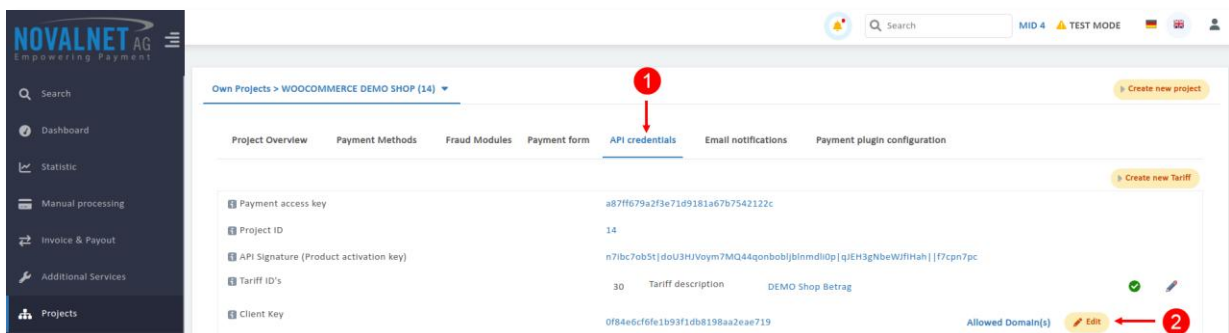 NOVALNET AG
Empowering Payment
Search
MID 4 TEST MODE
Search
Dashboard
Statistic
Manual processing
Invoice & Payout
Additional Services
Projects
Own Projects > WOOCOMMERCE DEMO SHOP (14)
1
Create new project
Project Overview Payment Methods Fraud Modules Payment form API credentials Email notifications Payment plugin configuration
Create new Tariff
Payment access key a87ff679a2f3e71d9181a67b7542122c
Project ID 14
API Signature (Product activation key) n7ibc7ob5t|doU3HJVoym7MQ44qonbobljblnmdli0p|qJEH3gNbeWJfIHah||f7cpn7pc
Tariff ID's 30 Tariff description DEMO Shop Betrag
Client Key 0f84e6cf6fe1b93f1db8198aa2eae719 Allowed Domain(s) Edit 2